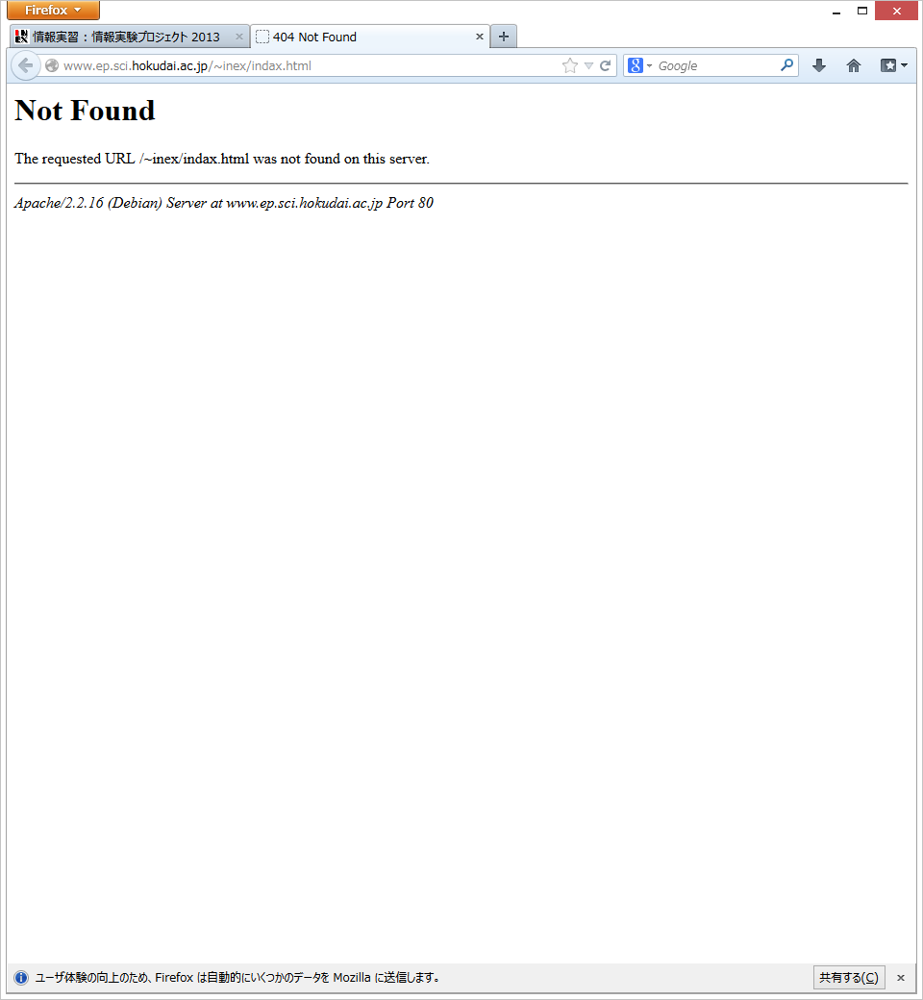 Firefox
情報実習：情報実験プロジェクト 2013
404 Not Found
www.ep.sci.hokudai.ac.jp/~inex/indax.html
Google
Not Found
The requested URL /~inex/indax.html was not found on this server.
Apache/2.2.16 (Debian) Server at www.ep.sci.hokudai.ac.jp Port 80
ユーザ体験の向上のため、Firefox は自動的にいくつかのデータを Mozilla に送信します。
共有する(C)